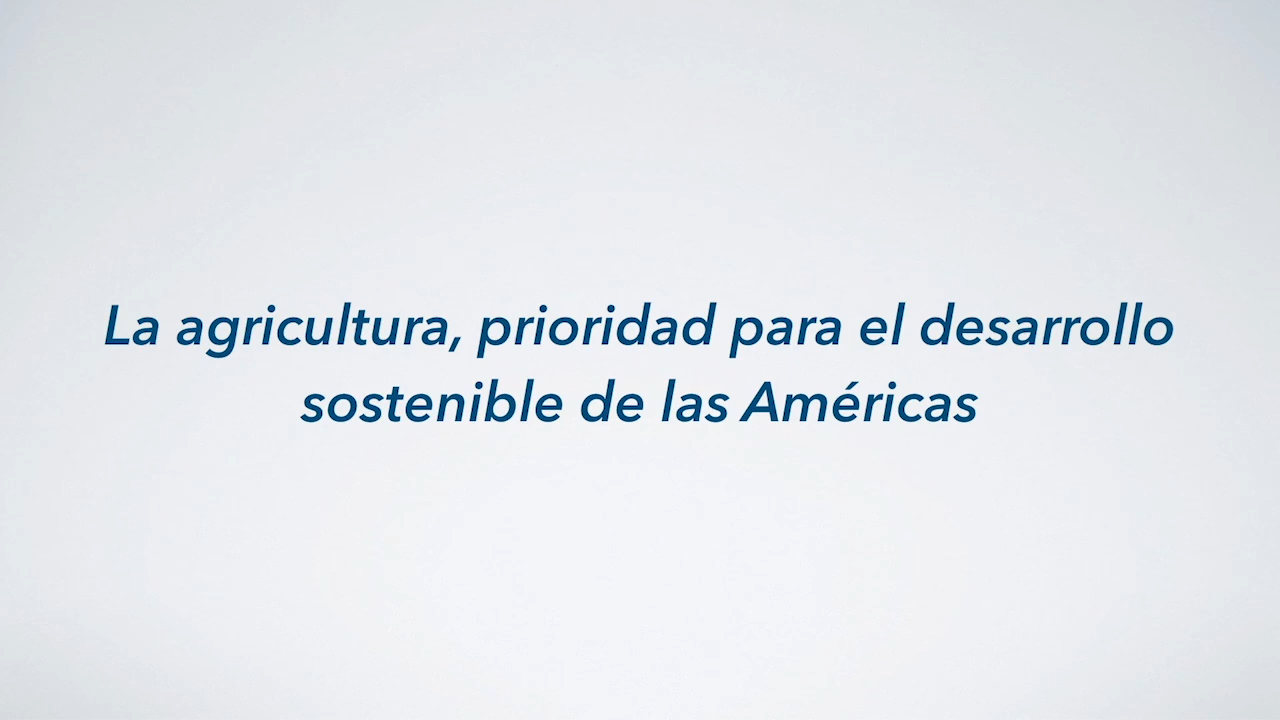 La agricultura, prioridad para el desarrollo
sostenible de las Américas